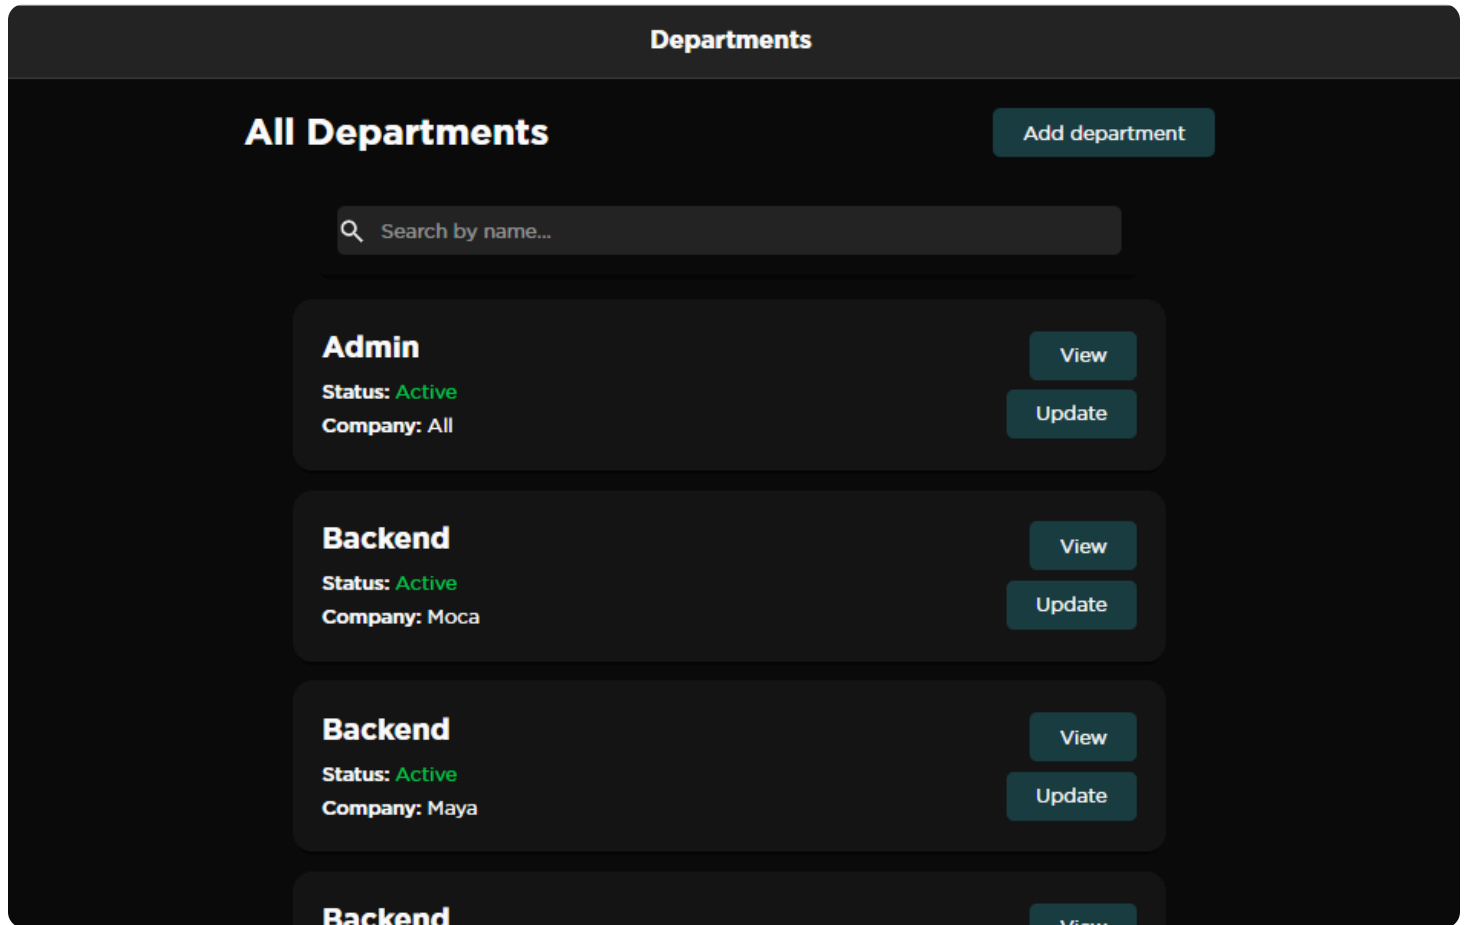 Departments
All Departments
Add department
Search by name...
Admin
Status: Active
Company: All
View
Update
Backend
Status: Active
Company: Moca
View
Update
Backend
Status: Active
Company: Maya
View
Update
Backend
View